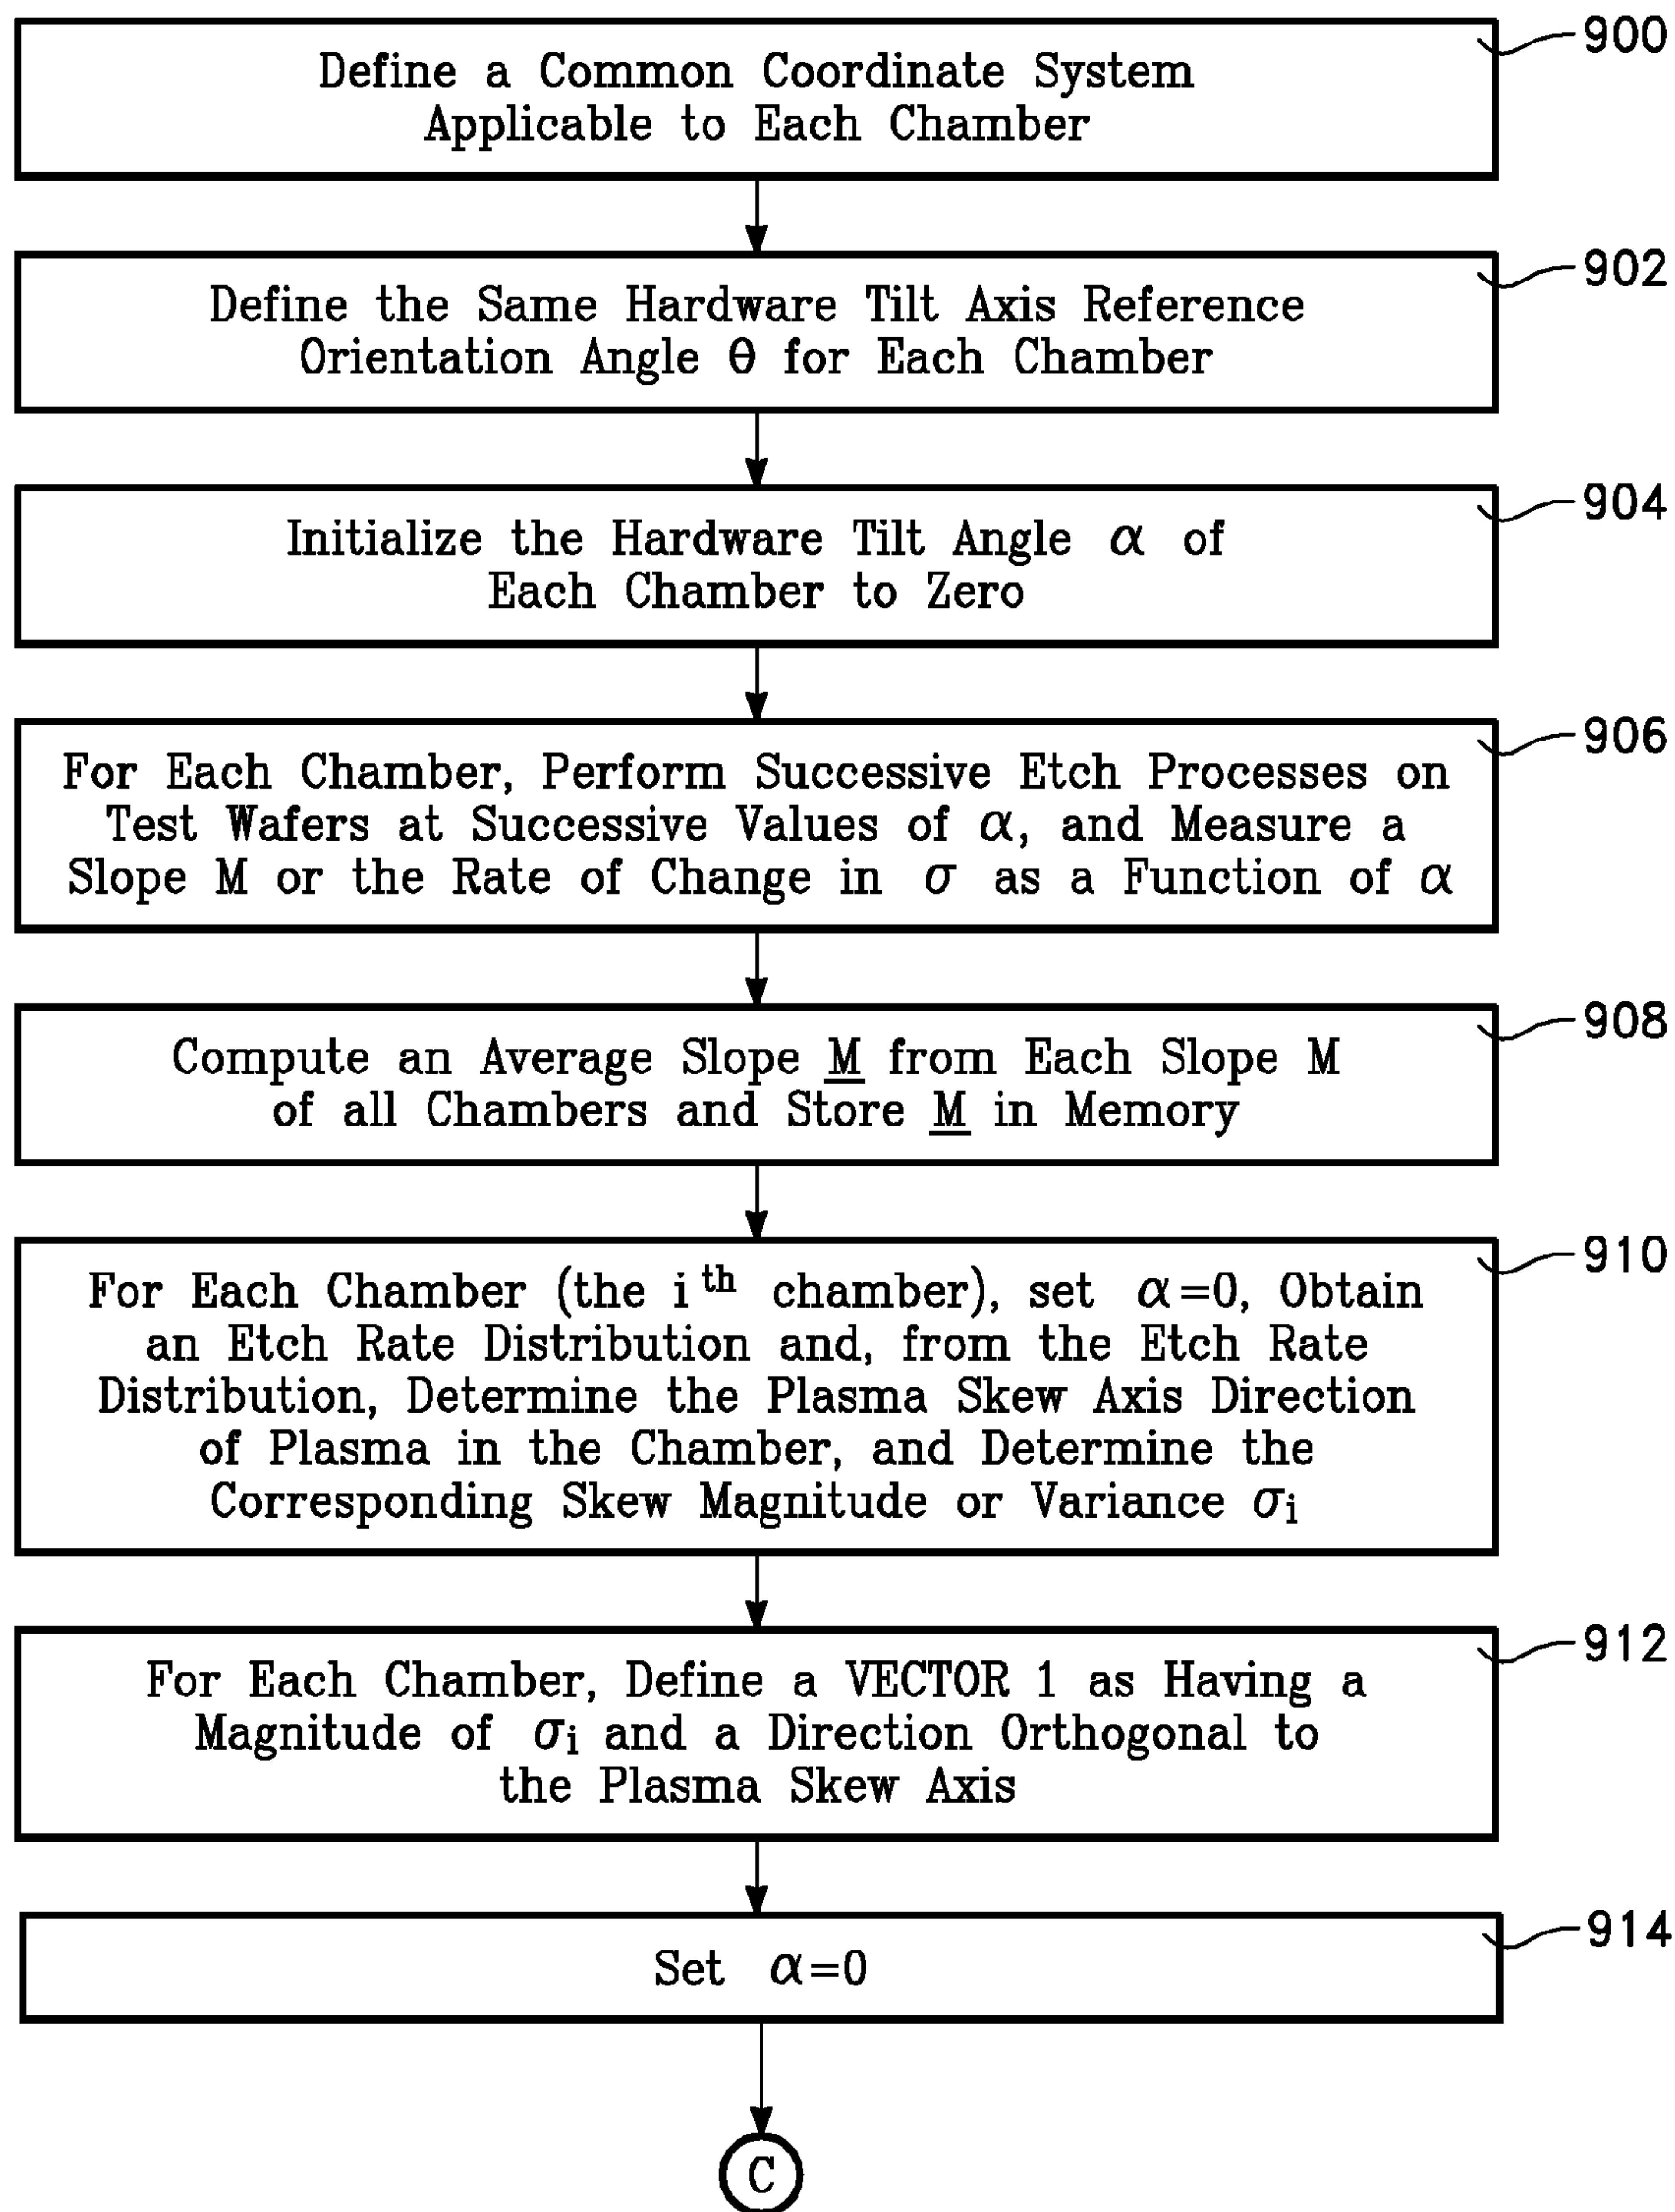 900
Define a Common Coordinate System
Applicable to Each Chamber
902
Define the Same Hardware Tilt Axis Reference
Orientation Angle θ for Each Chamber
904
Initialize the Hardware Tilt Angle α of
Each Chamber to Zero
906
For Each Chamber, Perform Successive Etch Processes on
Test Wafers at Successive Values of α, and Measure a
Slope M or the Rate of Change in σ as a Function of α
908
Compute an Average Slope M from Each Slope M
of all Chambers and Store M in Memory
910
For Each Chamber (the i th chamber), set α=0, Obtain
an Etch Rate Distribution and, from the Etch Rate
Distribution, Determine the Plasma Skew Axis Direction
of Plasma in the Chamber, and Determine the
Corresponding Skew Magnitude or Variance σi
912
For Each Chamber, Define a VECTOR 1 as Having a
Magnitude of σi and a Direction Orthogonal to
the Plasma Skew Axis
914
Set α=0
C